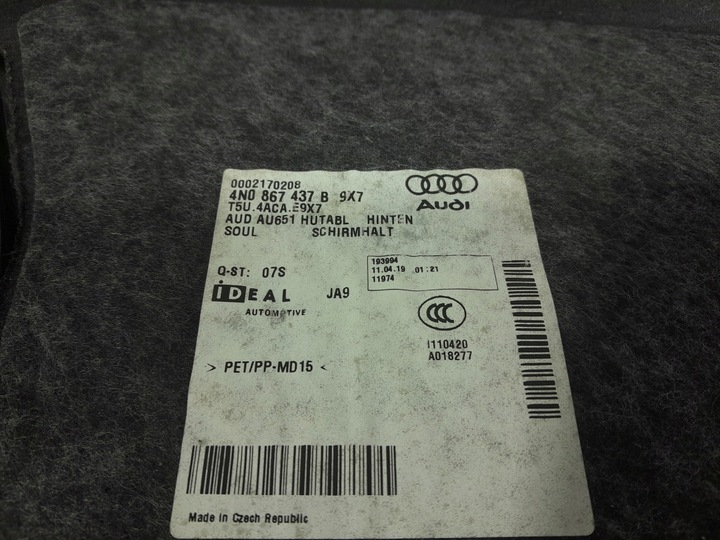 0002170208
4N0 867 437 B 9X7
T5U.4ACA.E9X7
AUD AU651 HUTABL HINTEN
SOUL SCHIRMHALT
Audi
Q-ST: 07S
193994
11.04.19 01:21
11974
IDEAL
AUTOMOTIVE
JA9
CCC
I110420
A018277
> PET/PP-MD15 <
Made in Czech Republic